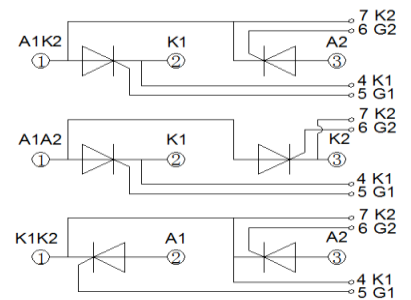 7 K2
6 G2
A1K2 K1 A2
① ② ③
4 K1
5 G1
7 K2
6 G2
A1A2 K1 K2
① ② ③
4 K1
5 G1
7 K2
6 G2
K1K2 A1 A2
① ② ③
4 K1
5 G1